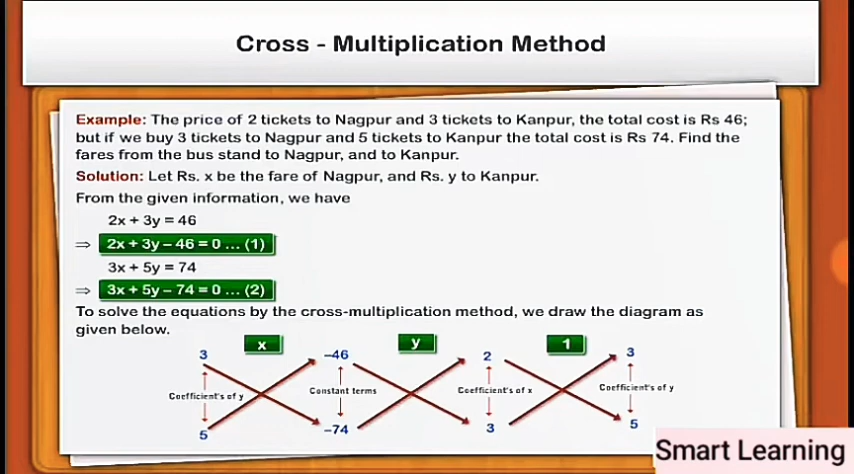 Cross - Multiplication Method
Example: The price of 2 tickets to Nagpur and 3 tickets to Kanpur, the total cost is Rs 46;
but if we buy 3 tickets to Nagpur and 5 tickets to Kanpur the total cost is Rs 74. Find the
fares from the bus stand to Nagpur, and to Kanpur.
Solution: Let Rs. x be the fare of Nagpur, and Rs. y to Kanpur.
From the given information, we have
2x + 3y = 46
⇒ 2x + 3y – 46 = 0 ... (1)
3x + 5y = 74
⇒ 3x + 5y – 74 = 0 ... (2)
To solve the equations by the cross-multiplication method, we draw the diagram as
given below.
x y 1
3 –46 2 3
Coefficient's of y Constant terms Coefficient's of x Coefficient's of y
5 –74 3 5
Smart Learning